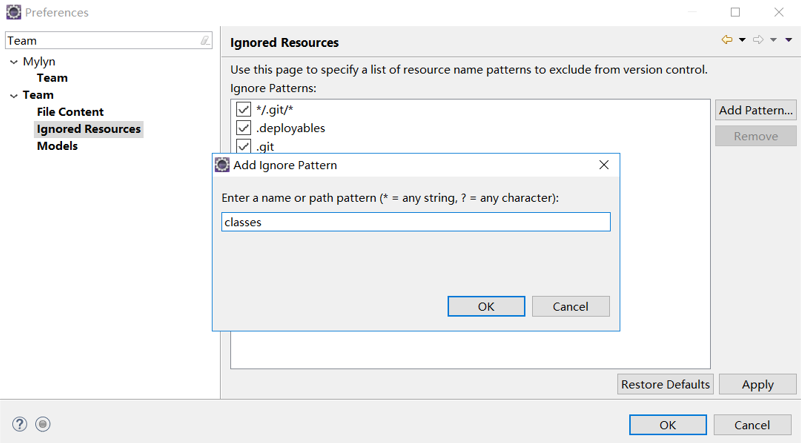 Preferences
Team
Mylyn
Team
Team
File Content
Ignored Resources
Models
Ignored Resources
Use this page to specify a list of resource name patterns to exclude from version control.
Ignore Patterns:
*/.git/*
.deployables
.git
Add Pattern...
Remove
Add Ignore Pattern
Enter a name or path pattern (* = any string, ? = any character):
classes
OK
Cancel
Restore Defaults
Apply
?
OK
Cancel